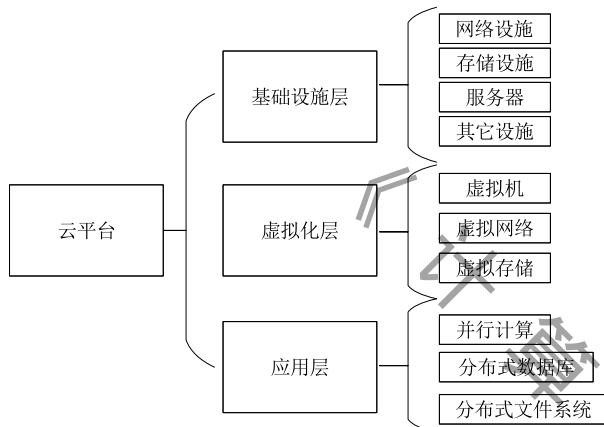 云平台
基础设施层
网络设施
存储设施
服务器
其它设施
虚拟化层
虚拟机
虚拟网络
虚拟存储
应用层
并行计算
分布式数据库
分布式文件系统
《计算